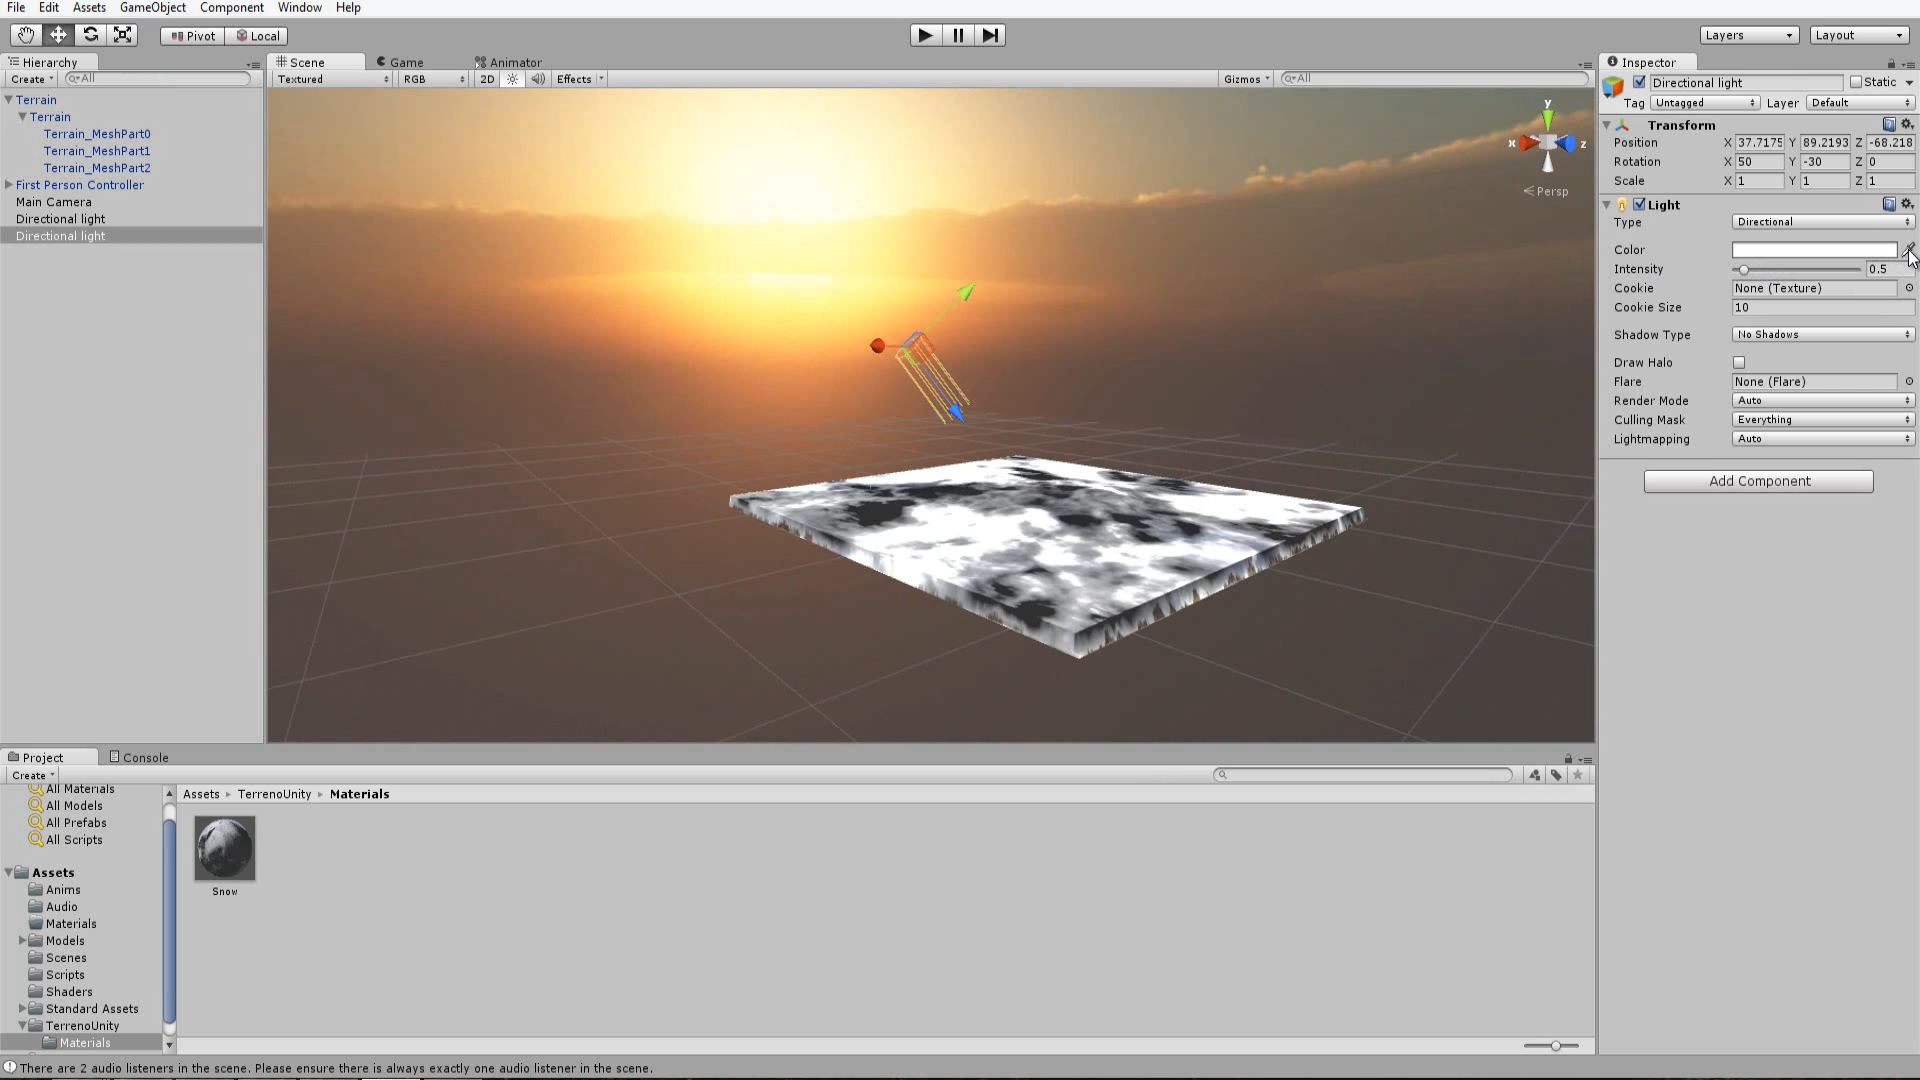 File Edit Assets GameObject Component Window Help
Pivot Local Layers Layout
Hierarchy
Create All
Terrain
Terrain
Terrain_MeshPart0
Terrain_MeshPart1
Terrain_MeshPart2
First Person Controller
Main Camera
Directional light
Directional light
Scene Game Animator
Textured RGB 2D Effects Gizmos All
y
x z
Persp
Inspector
Directional light Static
Tag Untagged Layer Default
Transform
Position X 37.7175 Y 89.2193 Z -68.218
Rotation X 50 Y -30 Z 0
Scale X 1 Y 1 Z 1
Light
Type Directional
Color
Intensity 0.5
Cookie None (Texture)
Cookie Size 10
Shadow Type No Shadows
Draw Halo
Flare None (Flare)
Render Mode Auto
Culling Mask Everything
Lightmapping Auto
Add Component
Project Console
Create
All Materials
All Models
All Prefabs
All Scripts
Assets
Anims
Audio
Materials
Models
Scenes
Scripts
Shaders
Standard Assets
TerrenoUnity
Materials
Assets TerrenoUnity Materials
Snow
There are 2 audio listeners in the scene. Please ensure there is always exactly one audio listener in the scene.